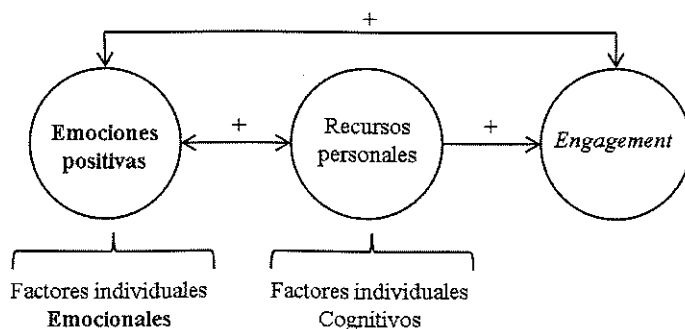 +
Emociones
positivas
+
Recursos
personales
+
Engagement
Factores individuales
Emocionales
Factores individuales
Cognitivos